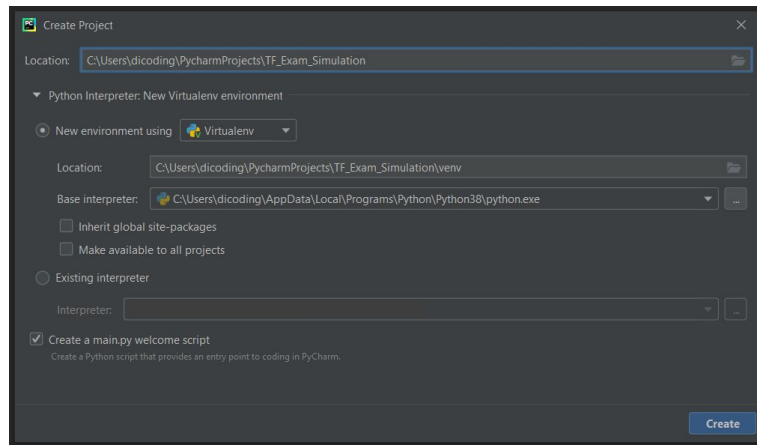 PC Create Project
Location: C:\Users\dicoding\PycharmProjects\TF_Exam_Simulation
Python Interpreter: New Virtualenv environment
New environment using Virtualenv
Location: C:\Users\dicoding\PycharmProjects\TF_Exam_Simulation\venv
Base interpreter: C:\Users\dicoding\AppData\Local\Programs\Python\Python38\python.exe ...
Inherit global site-packages
Make available to all projects
Existing interpreter
Interpreter: ...
Create a main.py welcome script
Create a Python script that provides an entry point to coding in PyCharm.
Create